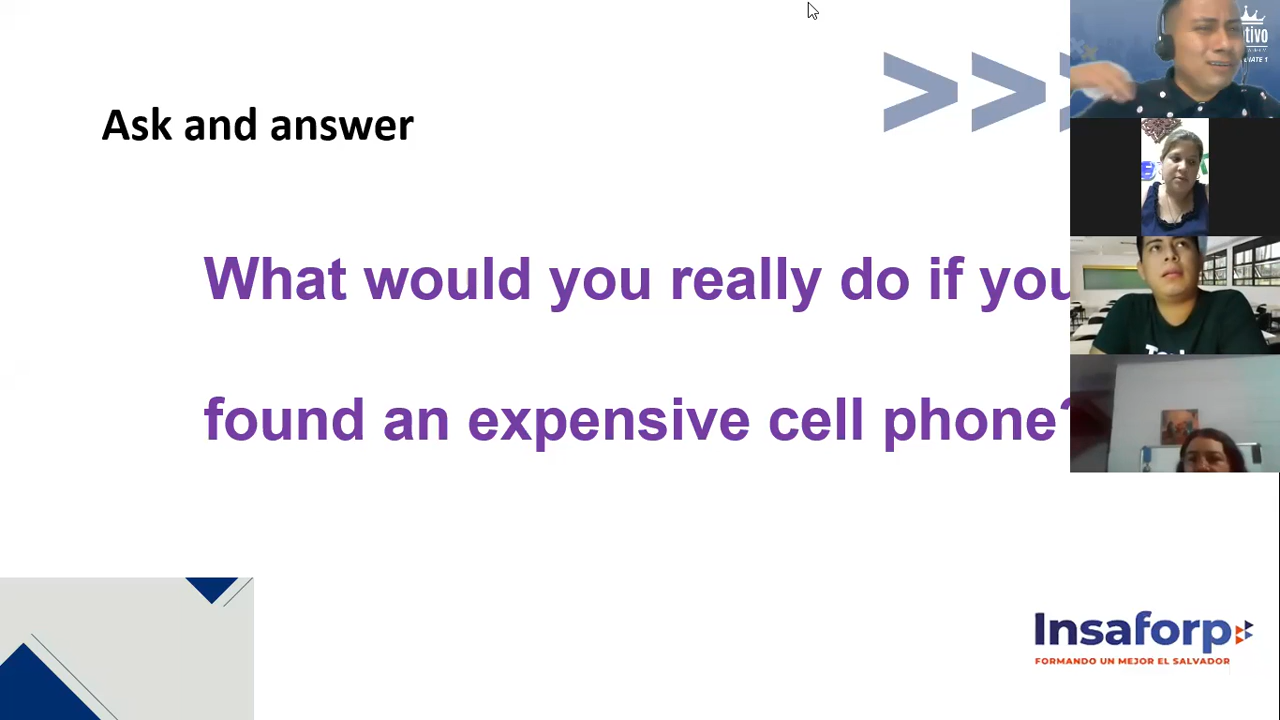 >>>
Ask and answer
What would you really do if you
found an expensive cell phone?
Insaforp
FORMANDO UN MEJOR EL SALVADOR